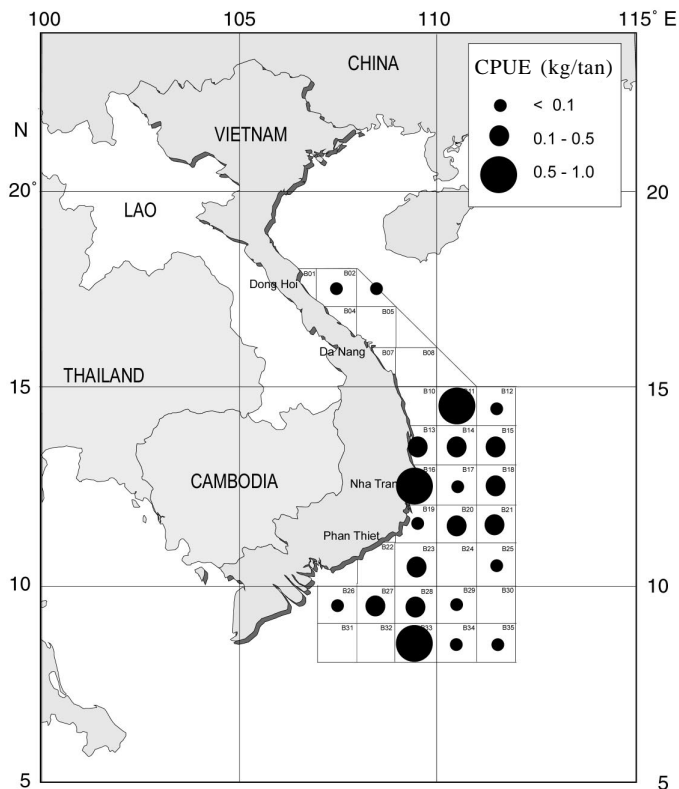 100 105 110 115° E
CHINA
CPUE (kg/tan)
< 0.1
N
VIETNAM
0.1 - 0.5
0.5 - 1.0
20° 20
LAO
B01 B02
Dong Hoi
B04 B05
Da Nang
B07 B08
THAILAND
15 15
B10 B11 B12
B13 B14 B15
CAMBODIA
Nha Tran
B16 B17 B18
B19 B20 B21
Phan Thiet
B22 B23 B24 B25
10 10
B26 B27 B28 B29 B30
B31 B32 B33 B34 B35
5 5